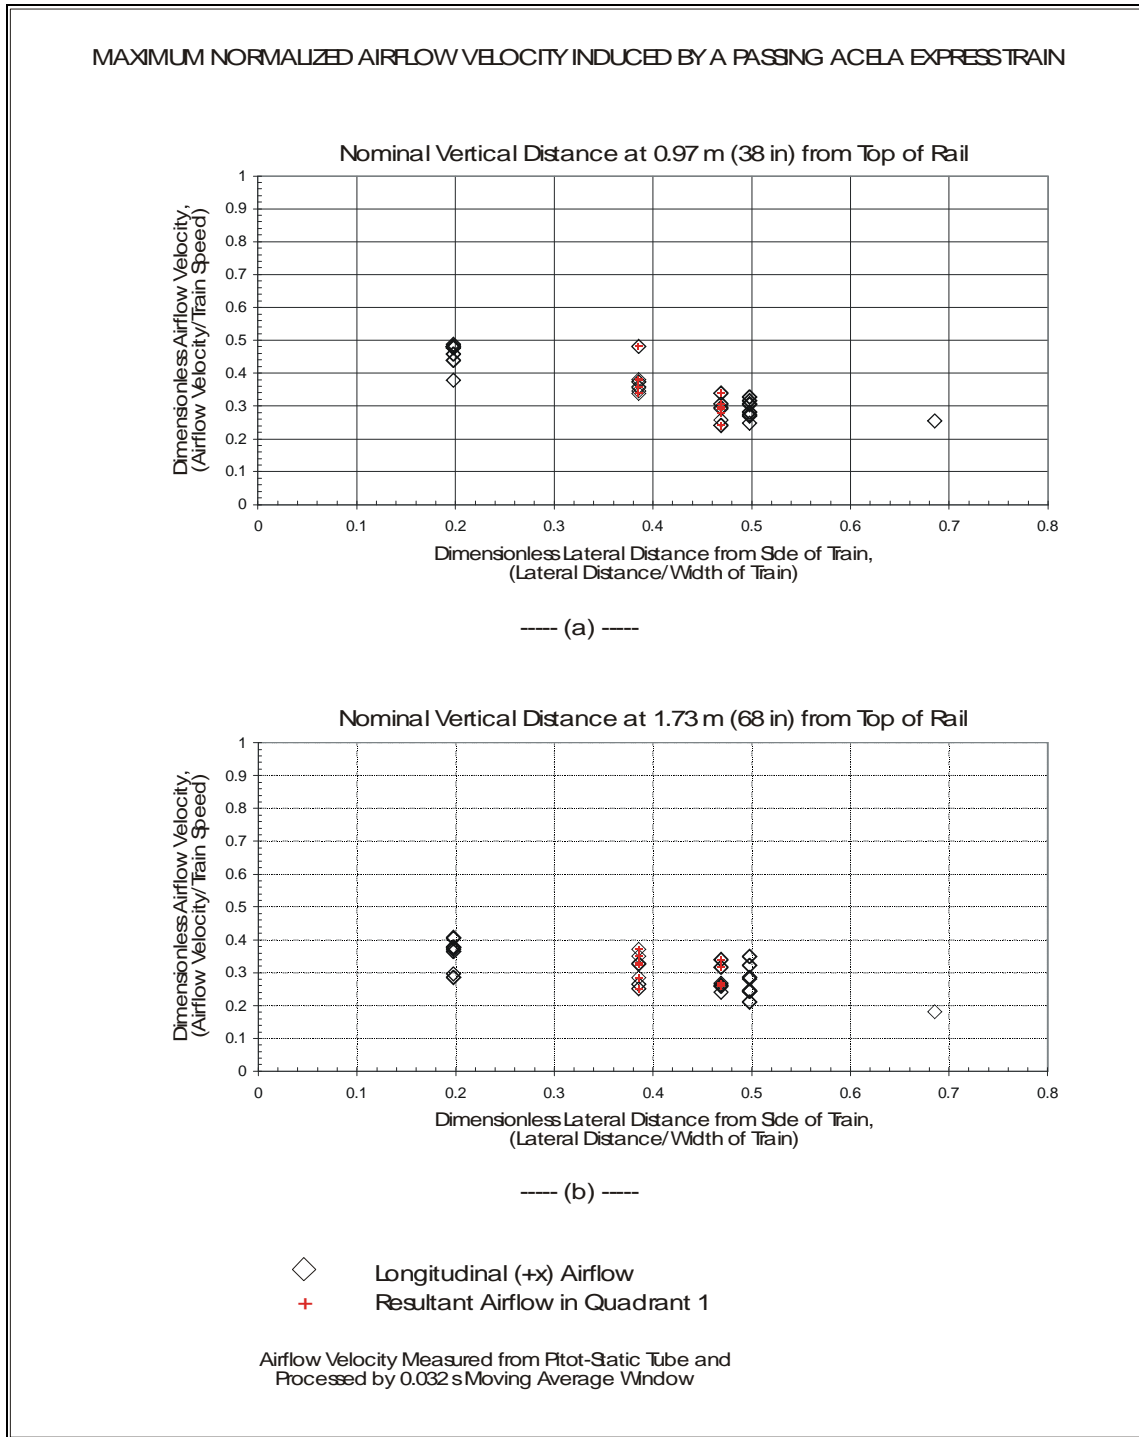 MAXIMUM NORMALIZED AIRFLOW VELOCITY INDUCED BY A PASSING ACELA EXPRESS TRAIN
Nominal Vertical Distance at 0.97 m (38 in) from Top of Rail
Dimensionless Airflow Velocity,
(Airflow Velocity/Train Speed)
1
0.9
0.8
0.7
0.6
0.5
0.4
0.3
0.2
0.1
0
0 0.1 0.2 0.3 0.4 0.5 0.6 0.7 0.8
Dimensionless Lateral Distance from Side of Train,
(Lateral Distance/Width of Train)
----- (a) -----
Nominal Vertical Distance at 1.73 m (68 in) from Top of Rail
Dimensionless Airflow Velocity,
(Airflow Velocity/Train Speed)
1
0.9
0.8
0.7
0.6
0.5
0.4
0.3
0.2
0.1
0
0 0.1 0.2 0.3 0.4 0.5 0.6 0.7 0.8
Dimensionless Lateral Distance from Side of Train,
(Lateral Distance/Width of Train)
----- (b) -----
Longitudinal (+x) Airflow
Resultant Airflow in Quadrant 1
Airflow Velocity Measured from Pitot-Static Tube and
Processed by 0.032 s Moving Average Window